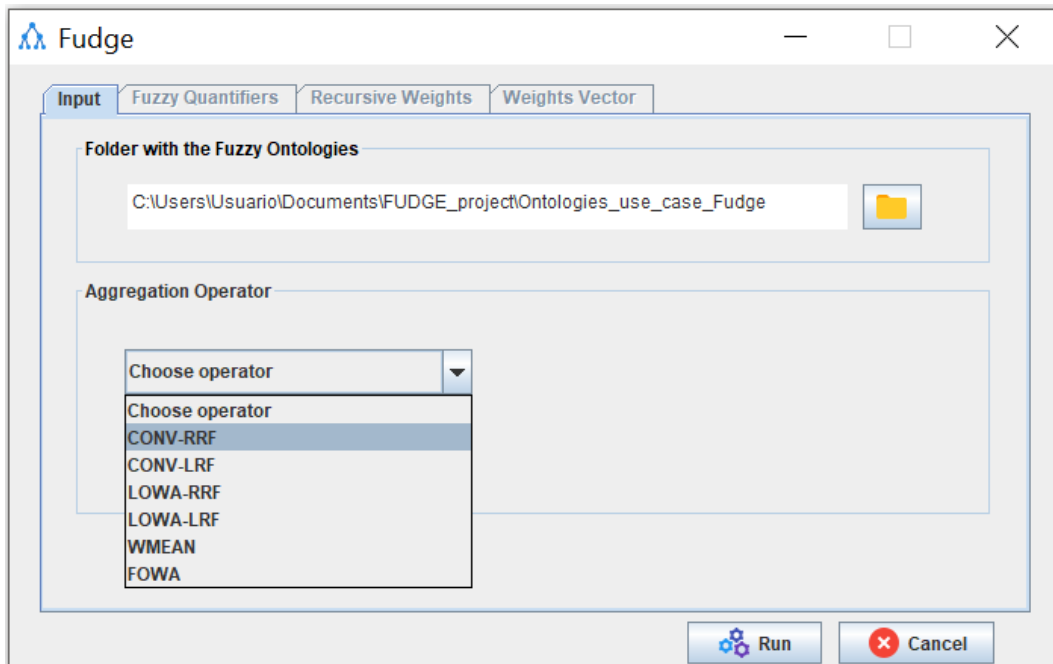 Fudge
Input Fuzzy Quantifiers Recursive Weights Weights Vector
Folder with the Fuzzy Ontologies
C:\Users\Usuario\Documents\FUDGE_project\Ontologies_use_case_Fudge
Aggregation Operator
Choose operator
Choose operator
CONV-RRF
CONV-LRF
LOWA-RRF
LOWA-LRF
WMEAN
FOWA
Run Cancel